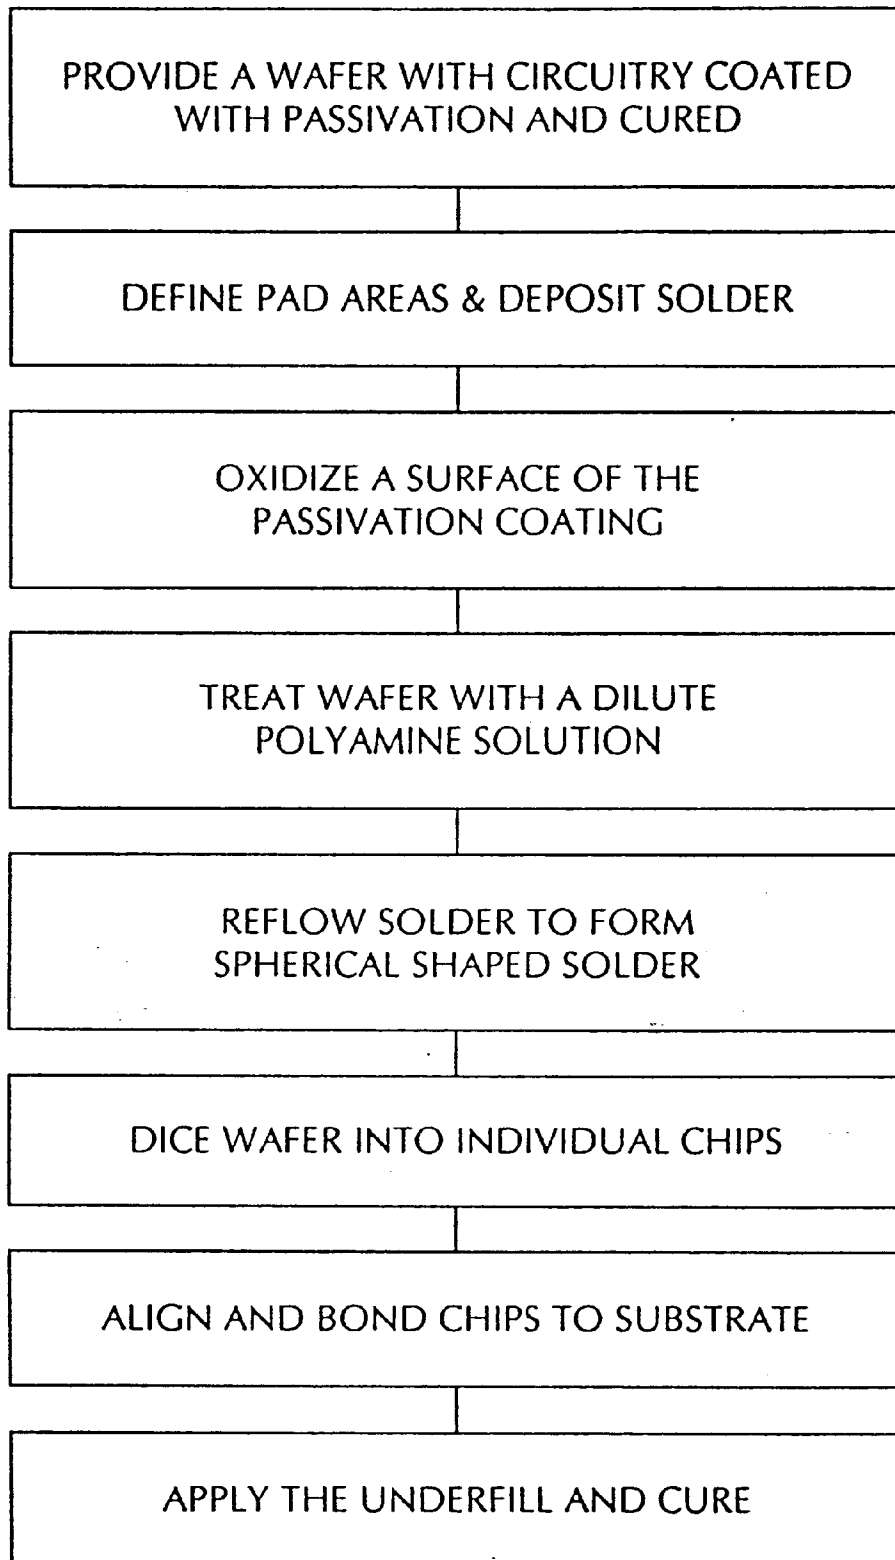 PROVIDE A WAFER WITH CIRCUITRY COATED
WITH PASSIVATION AND CURED
DEFINE PAD AREAS & DEPOSIT SOLDER
OXIDIZE A SURFACE OF THE
PASSIVATION COATING
TREAT WAFER WITH A DILUTE
POLYAMINE SOLUTION
REFLOW SOLDER TO FORM
SPHERICAL SHAPED SOLDER
DICE WAFER INTO INDIVIDUAL CHIPS
ALIGN AND BOND CHIPS TO SUBSTRATE
APPLY THE UNDERFILL AND CURE